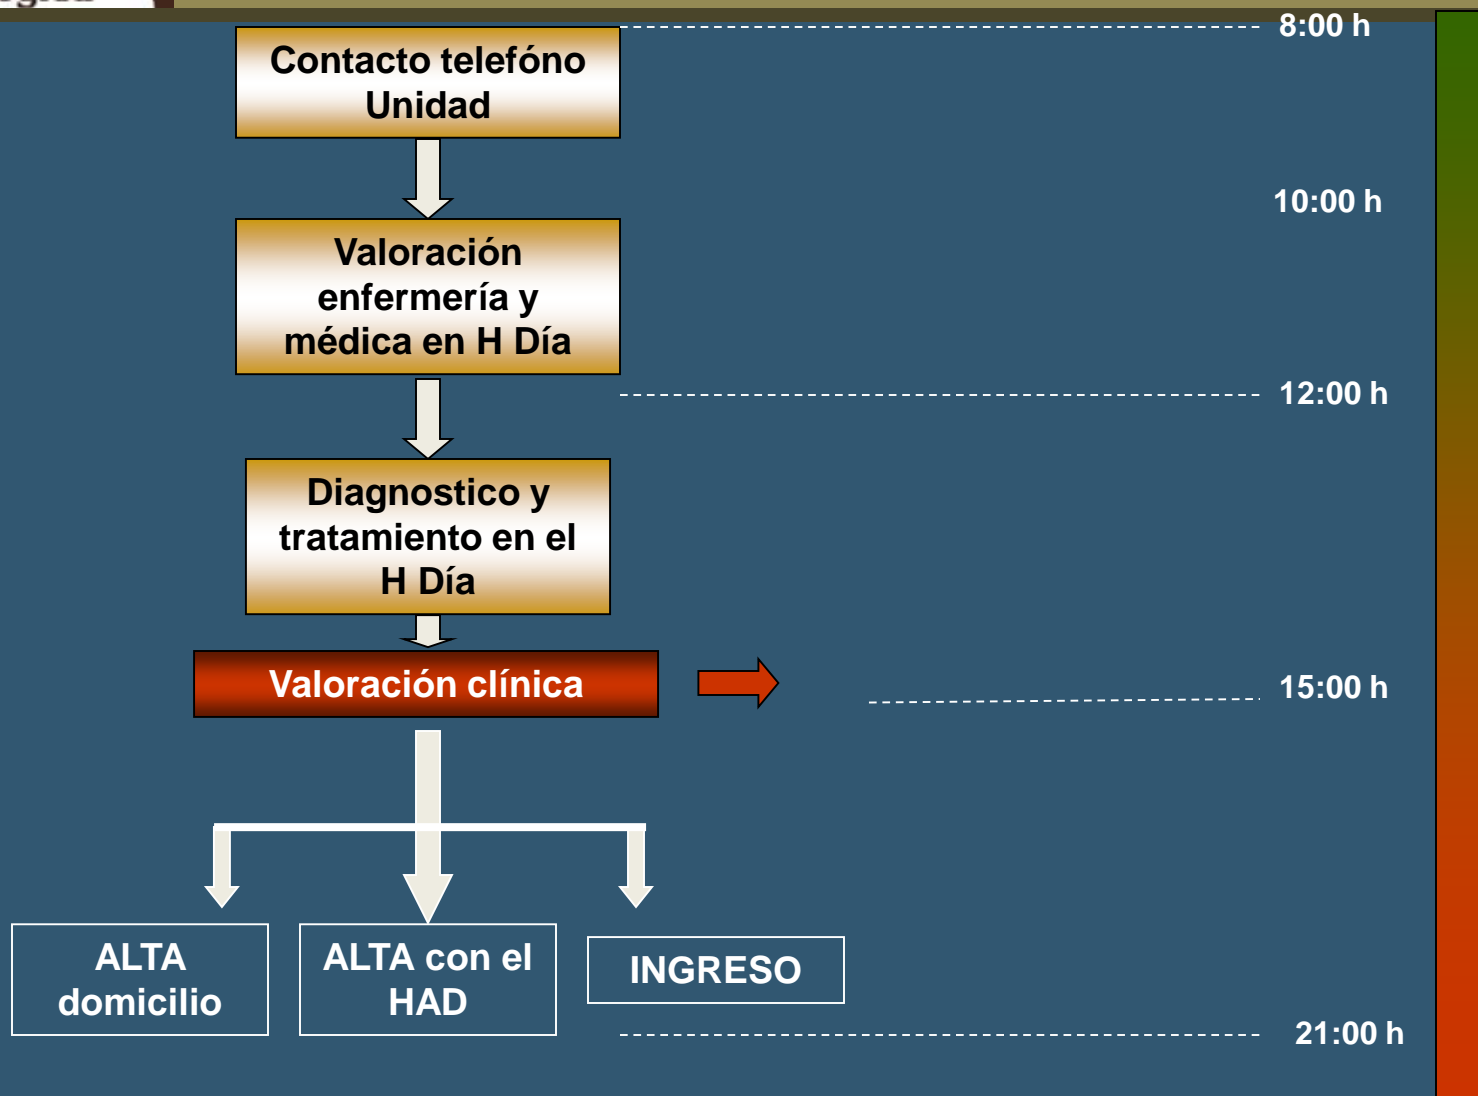 8:00 h
Contacto telefóno
Unidad
10:00 h
Valoración
enfermería y
médica en H Día
12:00 h
Diagnostico y
tratamiento en el
H Día
Valoración clínica
15:00 h
ALTA
domicilio
ALTA con el
HAD
INGRESO
21:00 h